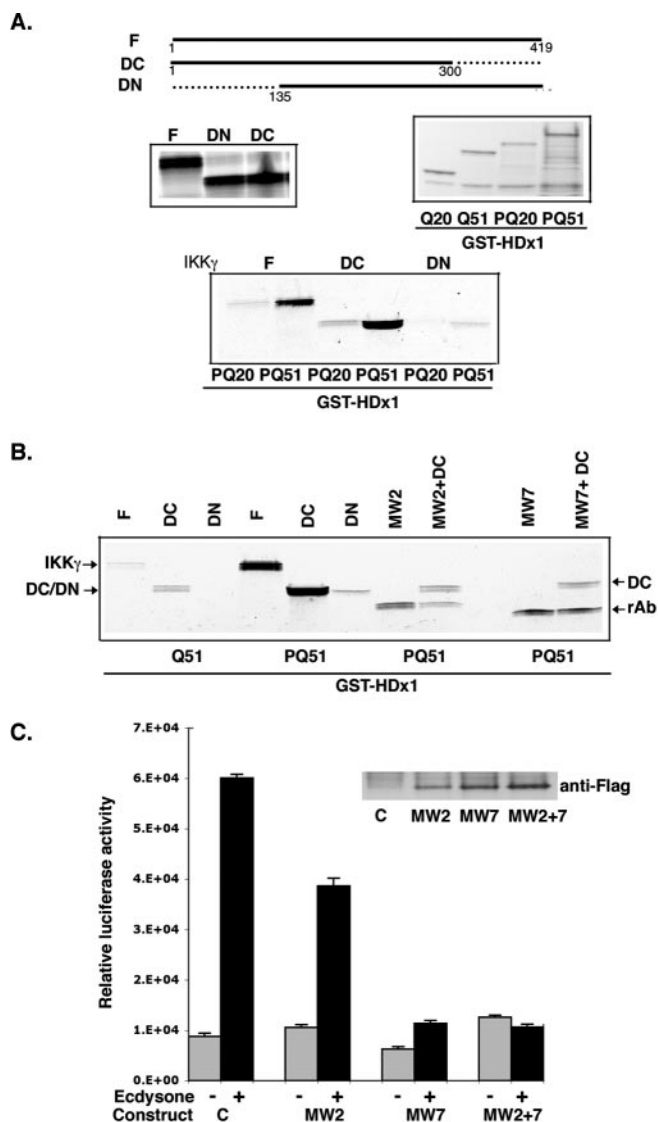 A.
F
1 419
DC
1 300
DN
135
F DN DC
Q20 Q51 PQ20 PQ51
GST-HDx1
IKKγ F DC DN
PQ20 PQ51 PQ20 PQ51 PQ20 PQ51
GST-HDx1
B.
F DC DN F DC DN MW2 MW2+DC MW7 MW7+ DC
IKKγ
DC/DN
DC
rAb
Q51 PQ51 PQ51 PQ51
GST-HDx1
C.
Relative luciferase activity
7.E+04
6.E+04
5.E+04
4.E+04
3.E+04
2.E+04
1.E+04
0.E+00
anti-Flag
C MW2 MW7 MW2+7
Ecdysone - + - + - + - +
Construct C MW2 MW7 MW2+7